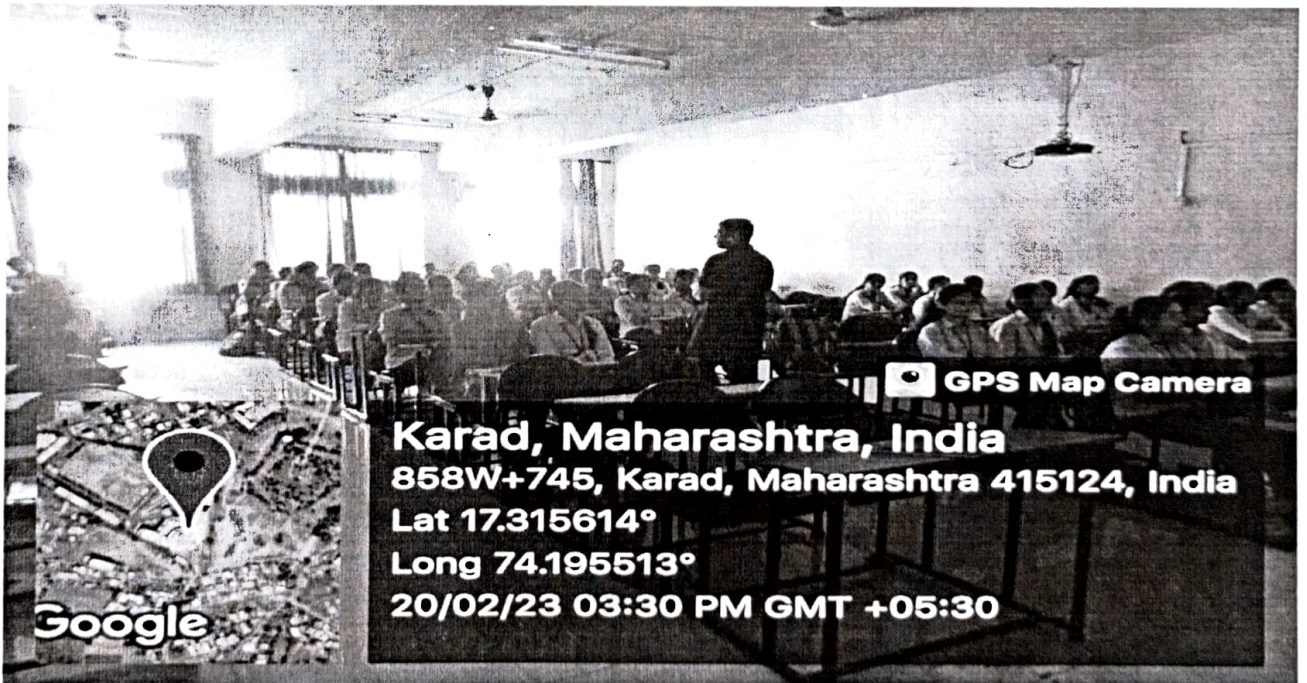 GPS Map Camera
Karad, Maharashtra, India
858W+745, Karad, Maharashtra 415124, India
Lat 17.315614°
Long 74.195513°
20/02/23 03:30 PM GMT +05:30
Google